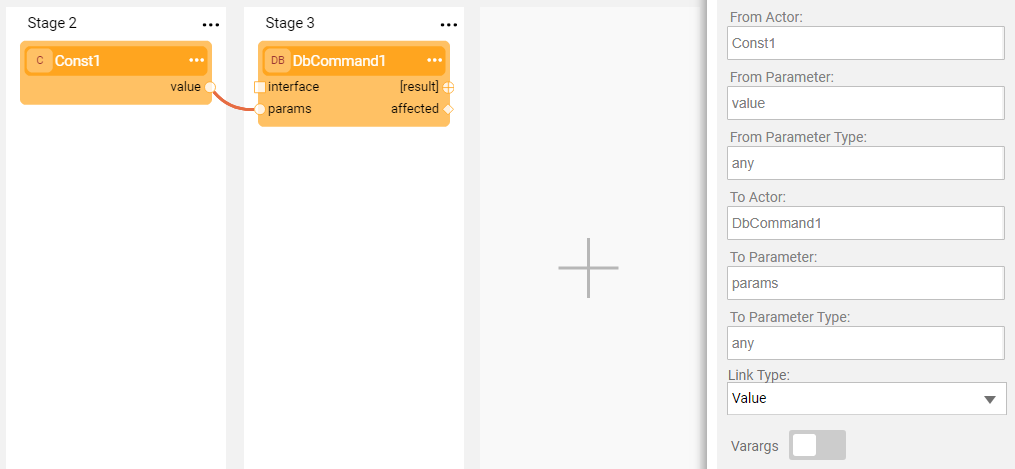 Stage 2
...
Stage 3
...
C Const1 ...
value
DB DbCommand1 ...
interface [result]
params affected
From Actor:
Const1
From Parameter:
value
From Parameter Type:
any
To Actor:
DbCommand1
To Parameter:
params
To Parameter Type:
any
Link Type:
Value
Varargs